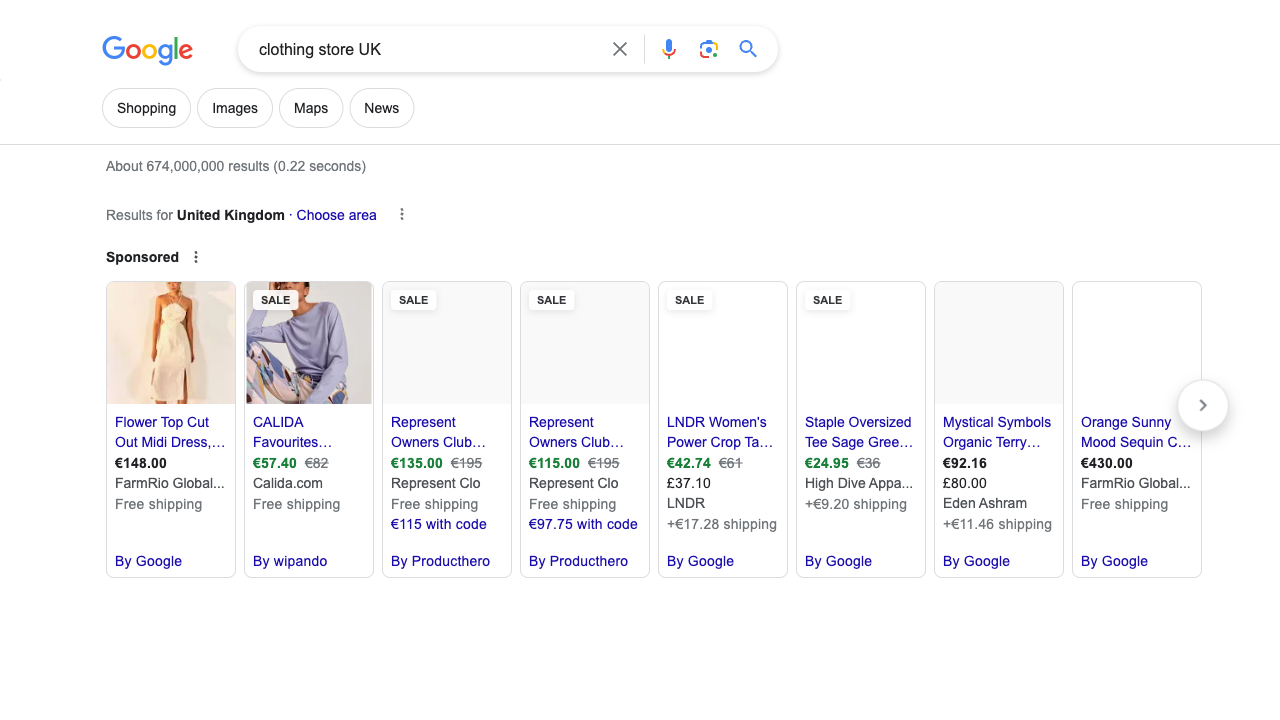 Google
clothing store UK
Shopping
Images
Maps
News
About 674,000,000 results (0.22 seconds)
Results for United Kingdom · Choose area
Sponsored
Flower Top Cut
Out Midi Dress,...
€148.00
FarmRio Global...
Free shipping
By Google
SALE
CALIDA
Favourites...
€57.40 €82
Calida.com
Free shipping
By wipando
SALE
Represent
Owners Club...
€135.00 €195
Represent Clo
Free shipping
€115 with code
By Producthero
SALE
Represent
Owners Club...
€115.00 €195
Represent Clo
Free shipping
€97.75 with code
By Producthero
SALE
LNDR Women's
Power Crop Ta...
€42.74 €61
£37.10
LNDR
+€17.28 shipping
By Google
SALE
Staple Oversized
Tee Sage Gree...
€24.95 €36
High Dive Appa...
+€9.20 shipping
By Google
Mystical Symbols
Organic Terry...
€92.16
£80.00
Eden Ashram
+€11.46 shipping
By Google
Orange Sunny
Mood Sequin C...
€430.00
FarmRio Global...
Free shipping
By Google